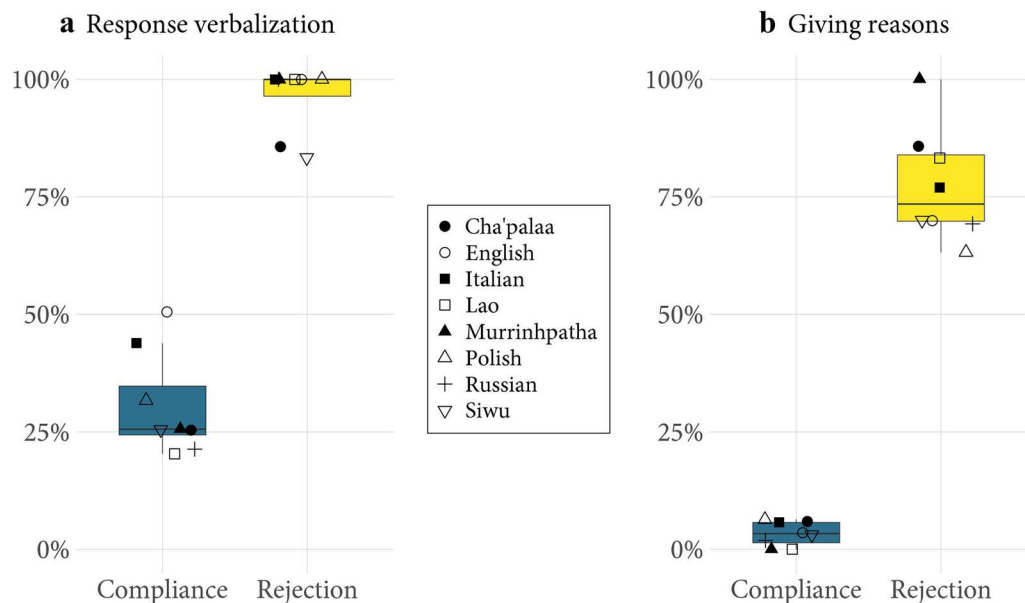 a Response verbalization
100%
75%
50%
25%
0%
Compliance Rejection
Cha'palaa
English
Italian
Lao
Murrinhpatha
Polish
Russian
Siwu
b Giving reasons
100%
75%
50%
25%
0%
Compliance Rejection